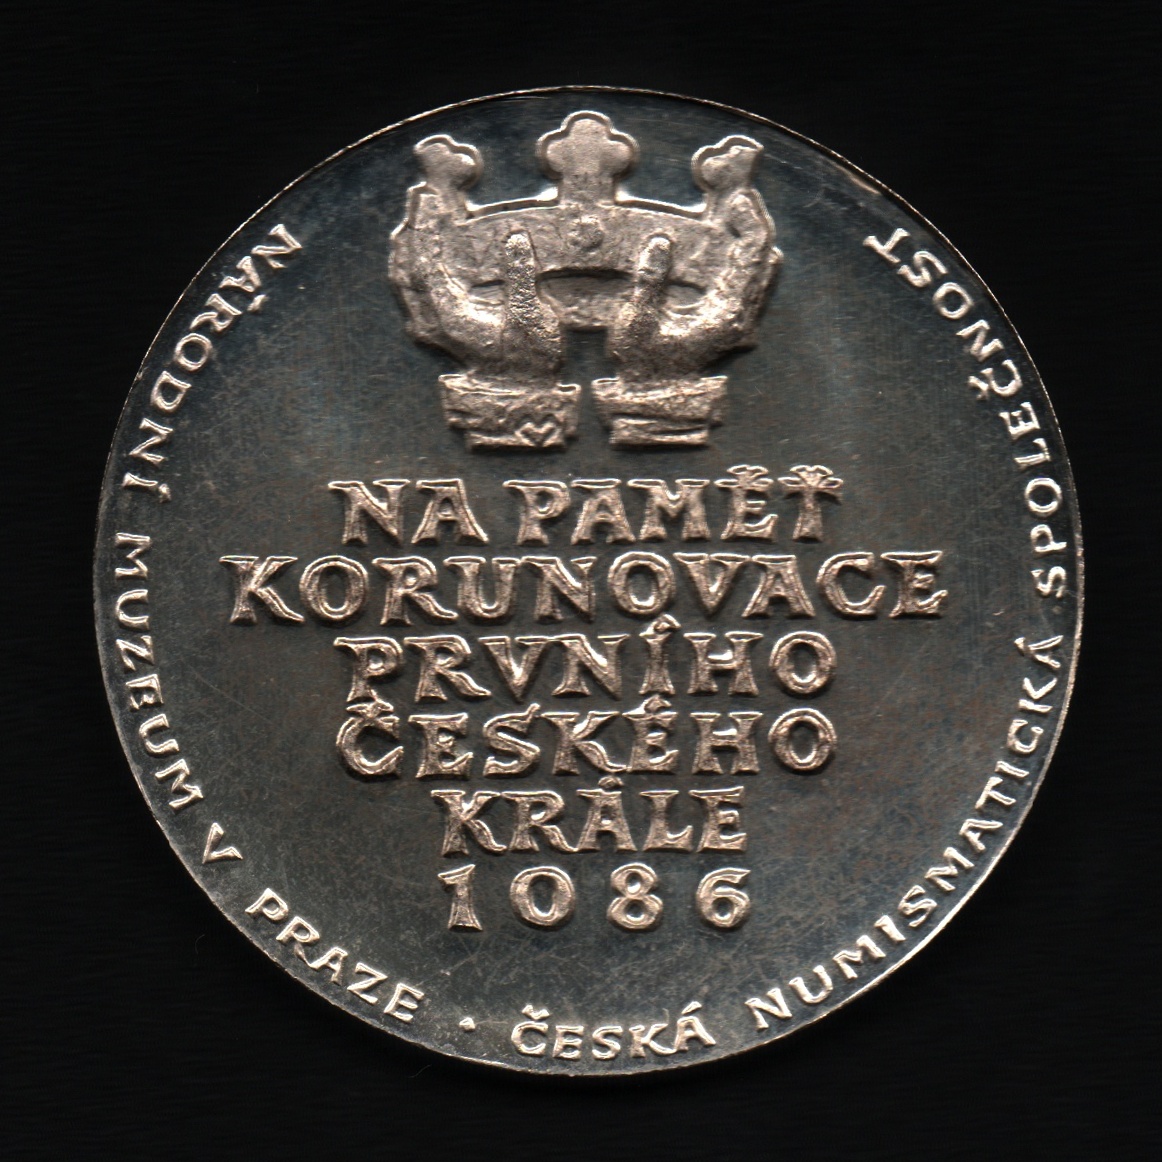 NA PAMĚŤ
KORUNOVACE
PRVNÍHO
ČESKÉHO
KRÁLE
1086
NÁRODNÍ MUZEUM V PRAZE · ČESKÁ NUMISMATICKÁ SPOLEČNOST